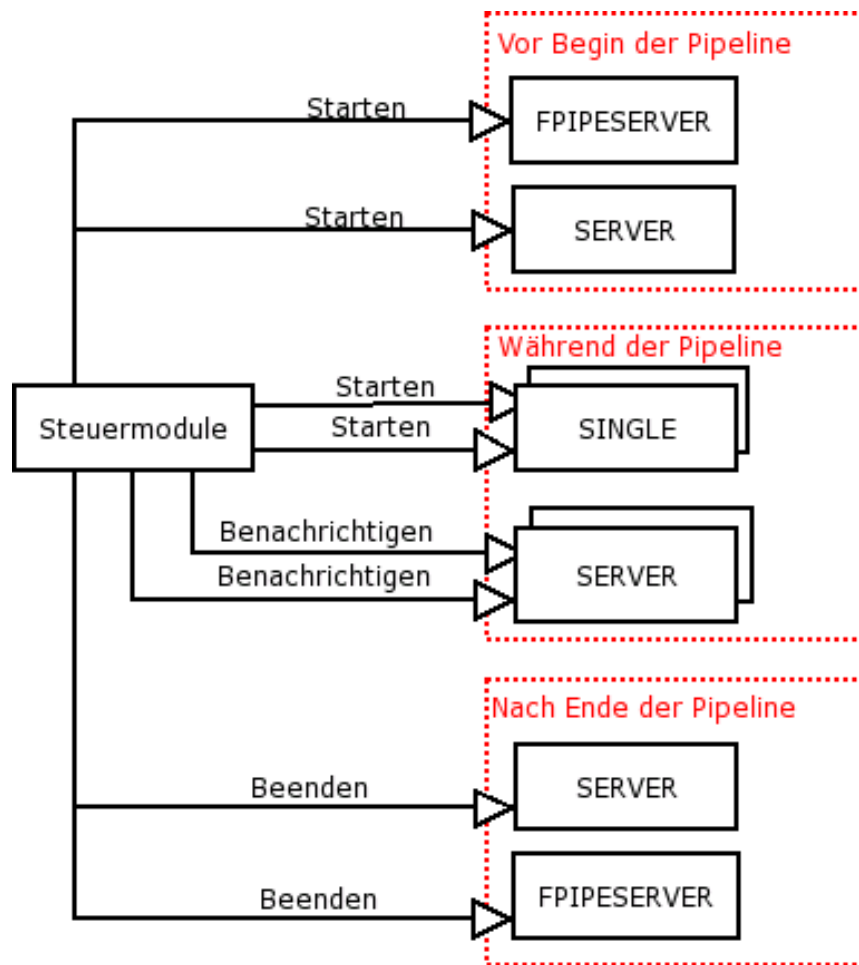 Vor Begin der Pipeline
Starten
FPIPESERVER
Starten
SERVER
Während der Pipeline
Starten
Steuermodule
Starten
SINGLE
Benachrichtigen
Benachrichtigen
SERVER
Nach Ende der Pipeline
Beenden
SERVER
Beenden
FPIPESERVER